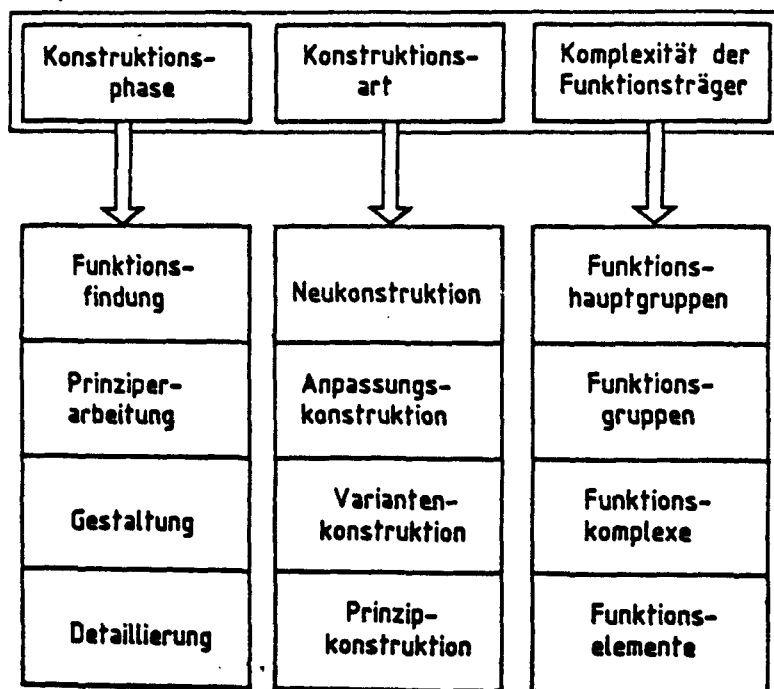 Konstruktions-
phase
Konstruktions-
art
Komplexität der
Funktionsträger
Funktions-
findung
Prinziper-
arbeitung
Gestaltung
Detaillierung
Neukonstruktion
Anpassungs-
konstruktion
Varianten-
konstruktion
Prinzip-
konstruktion
Funktions-
hauptgruppen
Funktions-
gruppen
Funktions-
komplexe
Funktions-
elemente